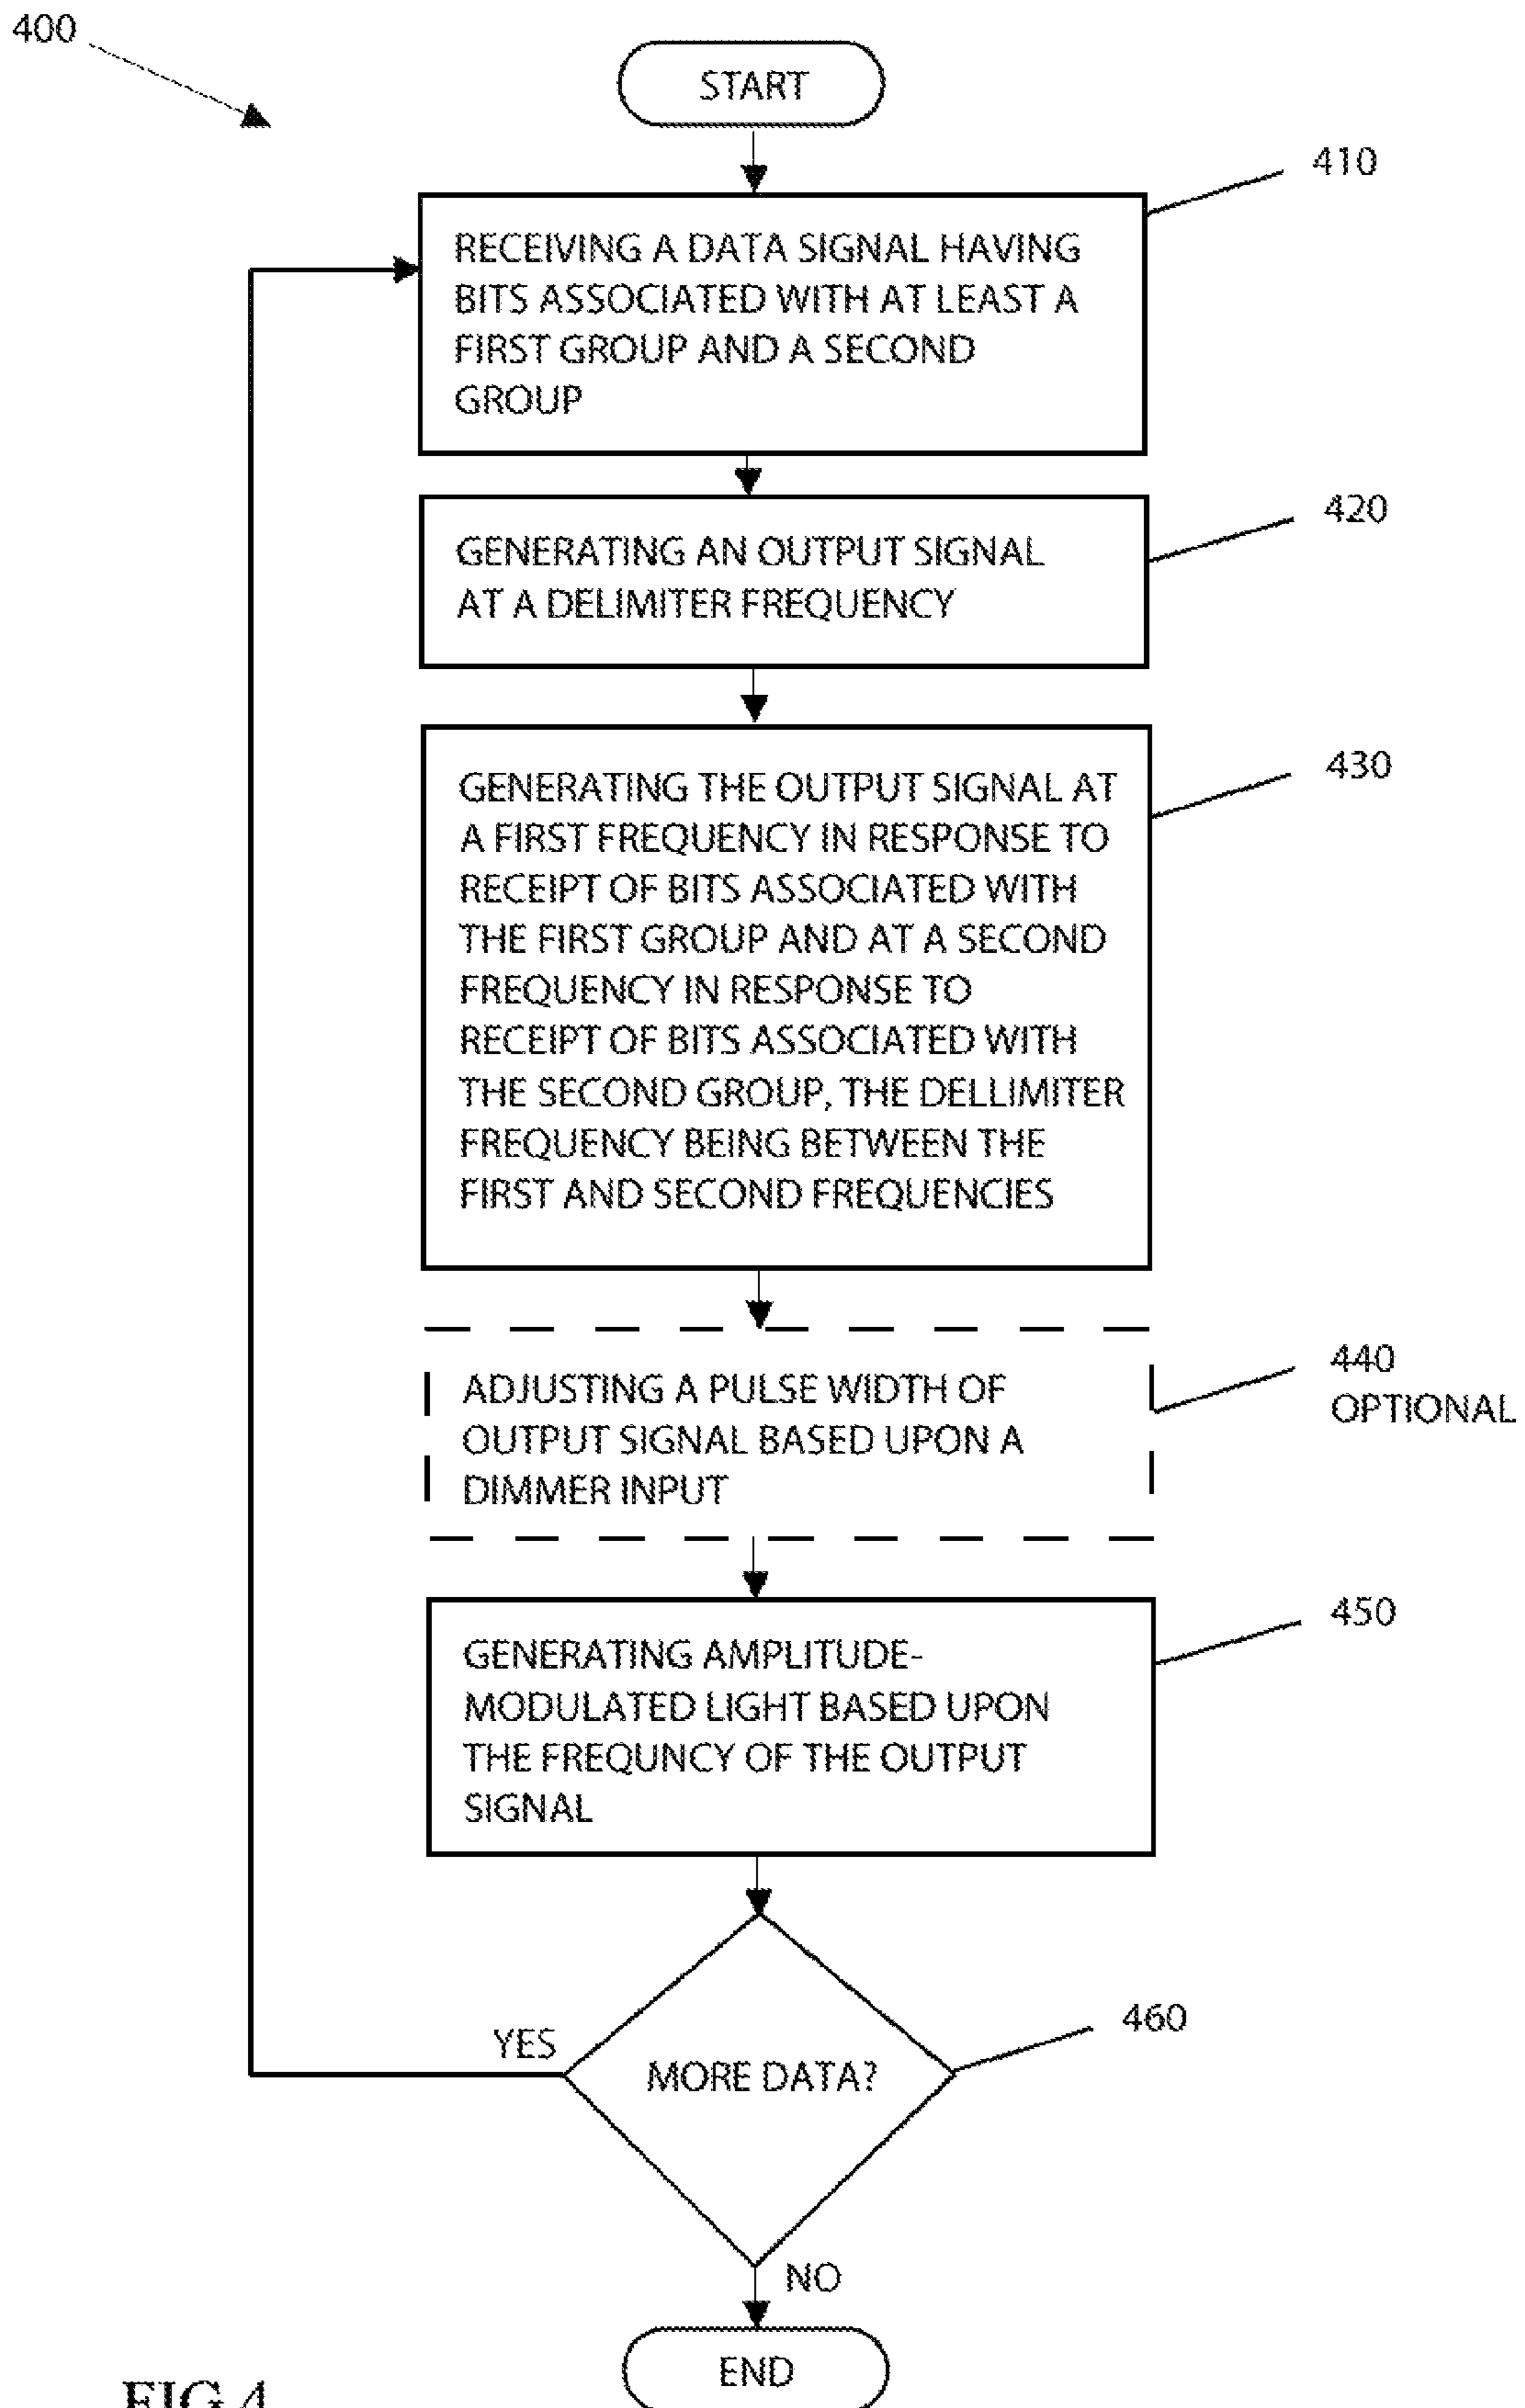 400
START
410
RECEIVING A DATA SIGNAL HAVING
BITS ASSOCIATED WITH AT LEAST A
FIRST GROUP AND A SECOND
GROUP
420
GENERATING AN OUTPUT SIGNAL
AT A DELIMITER FREQUENCY
430
GENERATING THE OUTPUT SIGNAL AT
A FIRST FREQUENCY IN RESPONSE TO
RECEIPT OF BITS ASSOCIATED WITH
THE FIRST GROUP AND AT A SECOND
FREQUENCY IN RESPONSE TO
RECEIPT OF BITS ASSOCIATED WITH
THE SECOND GROUP, THE DELLIMITER
FREQUENCY BEING BETWEEN THE
FIRST AND SECOND FREQUENCIES
440
OPTIONAL
ADJUSTING A PULSE WIDTH OF
OUTPUT SIGNAL BASED UPON A
DIMMER INPUT
450
GENERATING AMPLITUDE-
MODULATED LIGHT BASED UPON
THE FREQUNCY OF THE OUTPUT
SIGNAL
460
YES
MORE DATA?
NO
END
FIG 4